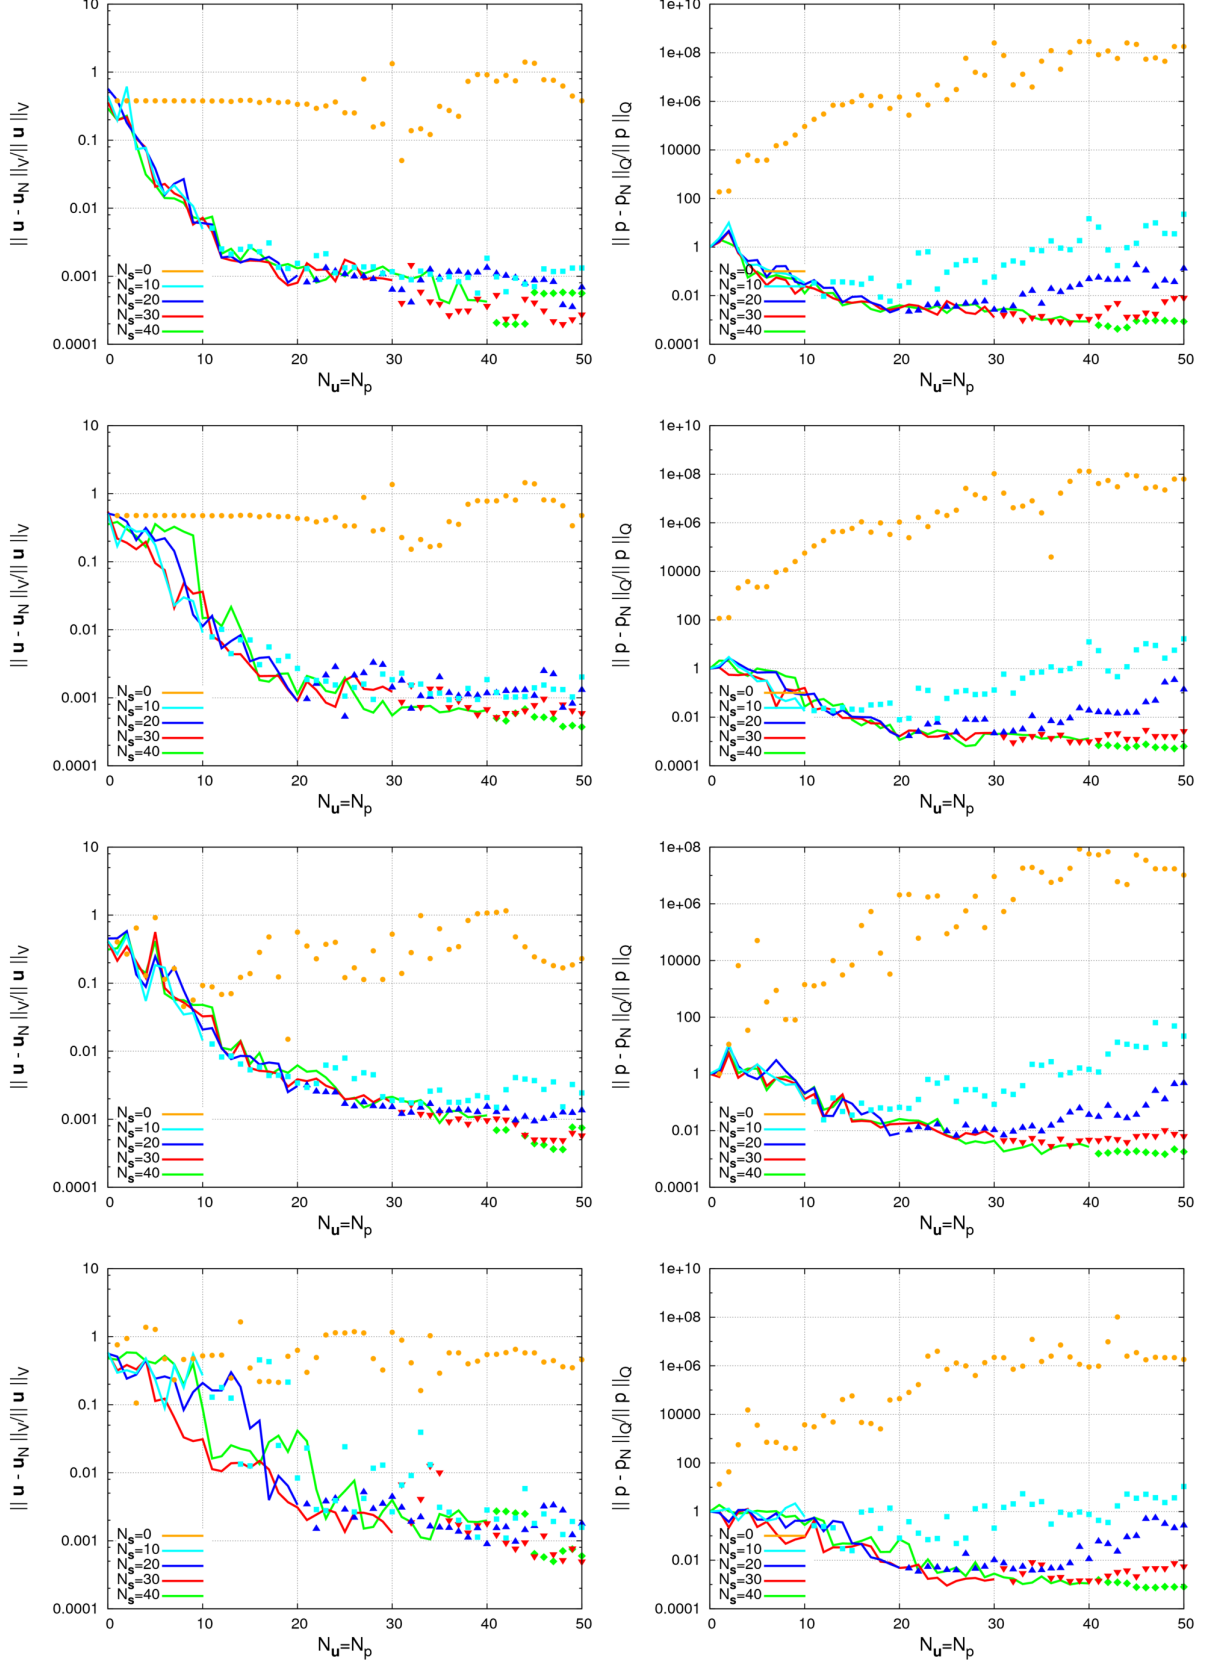 10
1
0.1
0.01
0.001
0.0001
|| u - u_N ||_V/|| u ||_V
N_s=0
N_s=10
N_s=20
N_s=30
N_s=40
0 10 20 30 40 50
N_u=N_p
1e+10
1e+08
1e+06
10000
100
1
0.01
0.0001
|| p - p_N ||_Q/|| p ||_Q
N_s=0
N_s=10
N_s=20
N_s=30
N_s=40
0 10 20 30 40 50
N_u=N_p
10
1
0.1
0.01
0.001
0.0001
|| u - u_N ||_V/|| u ||_V
N_s=0
N_s=10
N_s=20
N_s=30
N_s=40
0 10 20 30 40 50
N_u=N_p
1e+10
1e+08
1e+06
10000
100
1
0.01
0.0001
|| p - p_N ||_Q/|| p ||_Q
N_s=0
N_s=10
N_s=20
N_s=30
N_s=40
0 10 20 30 40 50
N_u=N_p
10
1
0.1
0.01
0.001
0.0001
|| u - u_N ||_V/|| u ||_V
N_s=0
N_s=10
N_s=20
N_s=30
N_s=40
0 10 20 30 40 50
N_u=N_p
1e+08
1e+06
10000
100
1
0.01
0.0001
|| p - p_N ||_Q/|| p ||_Q
N_s=0
N_s=10
N_s=20
N_s=30
N_s=40
0 10 20 30 40 50
N_u=N_p
10
1
0.1
0.01
0.001
0.0001
|| u - u_N ||_V/|| u ||_V
N_s=0
N_s=10
N_s=20
N_s=30
N_s=40
0 10 20 30 40 50
N_u=N_p
1e+10
1e+08
1e+06
10000
100
1
0.01
0.0001
|| p - p_N ||_Q/|| p ||_Q
N_s=0
N_s=10
N_s=20
N_s=30
N_s=40
0 10 20 30 40 50
N_u=N_p